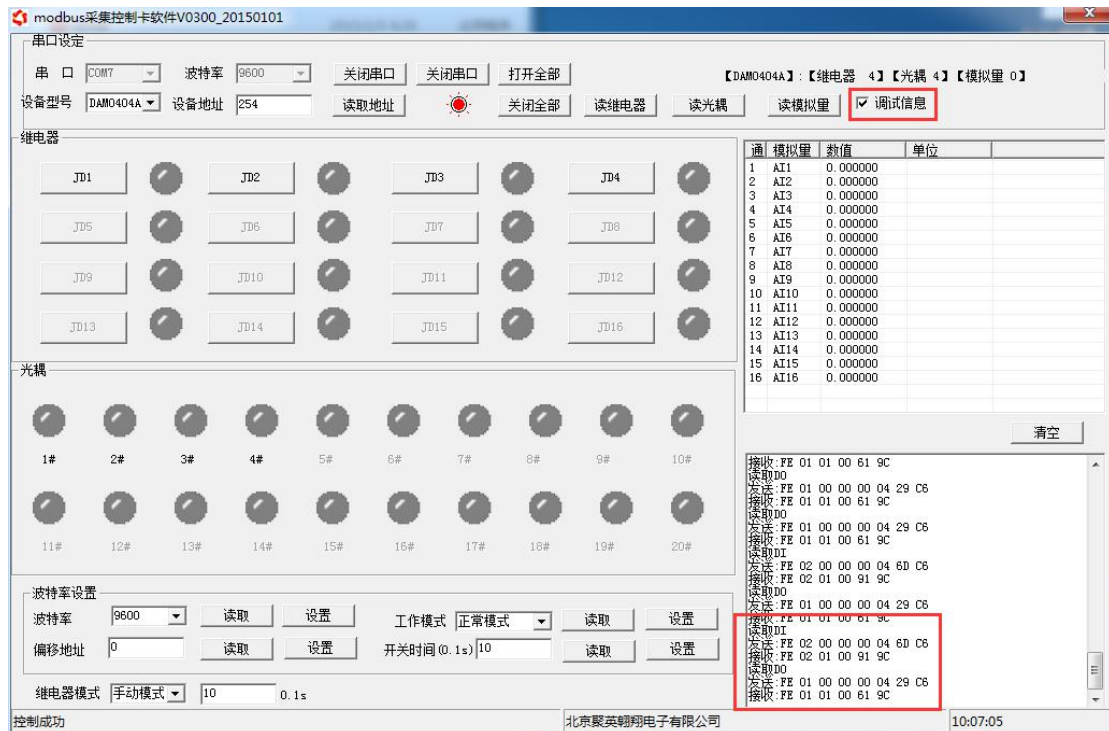 modbus采集控制卡软件V0300_20150101
串口设定
串 口 COM7 波特率 9600 关闭串口 关闭串口 打开全部 【DAM0404A】:【继电器 4】【光耦 4】【模拟量 0】
设备型号 DAM0404A 设备地址 254 读取地址 关闭全部 读继电器 读光耦 读模拟量 调试信息
继电器
JD1 JD2 JD3 JD4
JD5 JD6 JD7 JD8
JD9 JD10 JD11 JD12
JD13 JD14 JD15 JD16
光耦
1# 2# 3# 4# 5# 6# 7# 8# 9# 10#
11# 12# 13# 14# 15# 16# 17# 18# 19# 20#
波特率设置
波特率 9600 读取 设置 工作模式 正常模式 读取 设置
偏移地址 0 读取 设置 开关时间(0.1s) 10 读取 设置
继电器模式 手动模式 10 0.1s
通 模拟量 数值 单位
1 AI1 0.000000
2 AI2 0.000000
3 AI3 0.000000
4 AI4 0.000000
5 AI5 0.000000
6 AI6 0.000000
7 AI7 0.000000
8 AI8 0.000000
9 AI9 0.000000
10 AI10 0.000000
11 AI11 0.000000
12 AI12 0.000000
13 AI13 0.000000
14 AI14 0.000000
15 AI15 0.000000
16 AI16 0.000000
清空
接收:FE 01 01 00 61 9C
读取DO
发送:FE 01 00 00 00 04 29 C6
接收:FE 01 01 00 61 9C
读取DO
发送:FE 01 00 00 00 04 29 C6
接收:FE 01 01 00 61 9C
读取DI
发送:FE 02 00 00 00 04 6D C6
接收:FE 02 01 00 91 9C
读取DO
发送:FE 01 00 00 00 04 29 C6
接收:FE 01 01 00 61 9C
读取DI
发送:FE 02 00 00 00 04 6D C6
接收:FE 02 01 00 91 9C
读取DO
发送:FE 01 00 00 00 04 29 C6
接收:FE 01 01 00 61 9C
控制成功 北京聚英翱翔电子有限公司 10:07:05